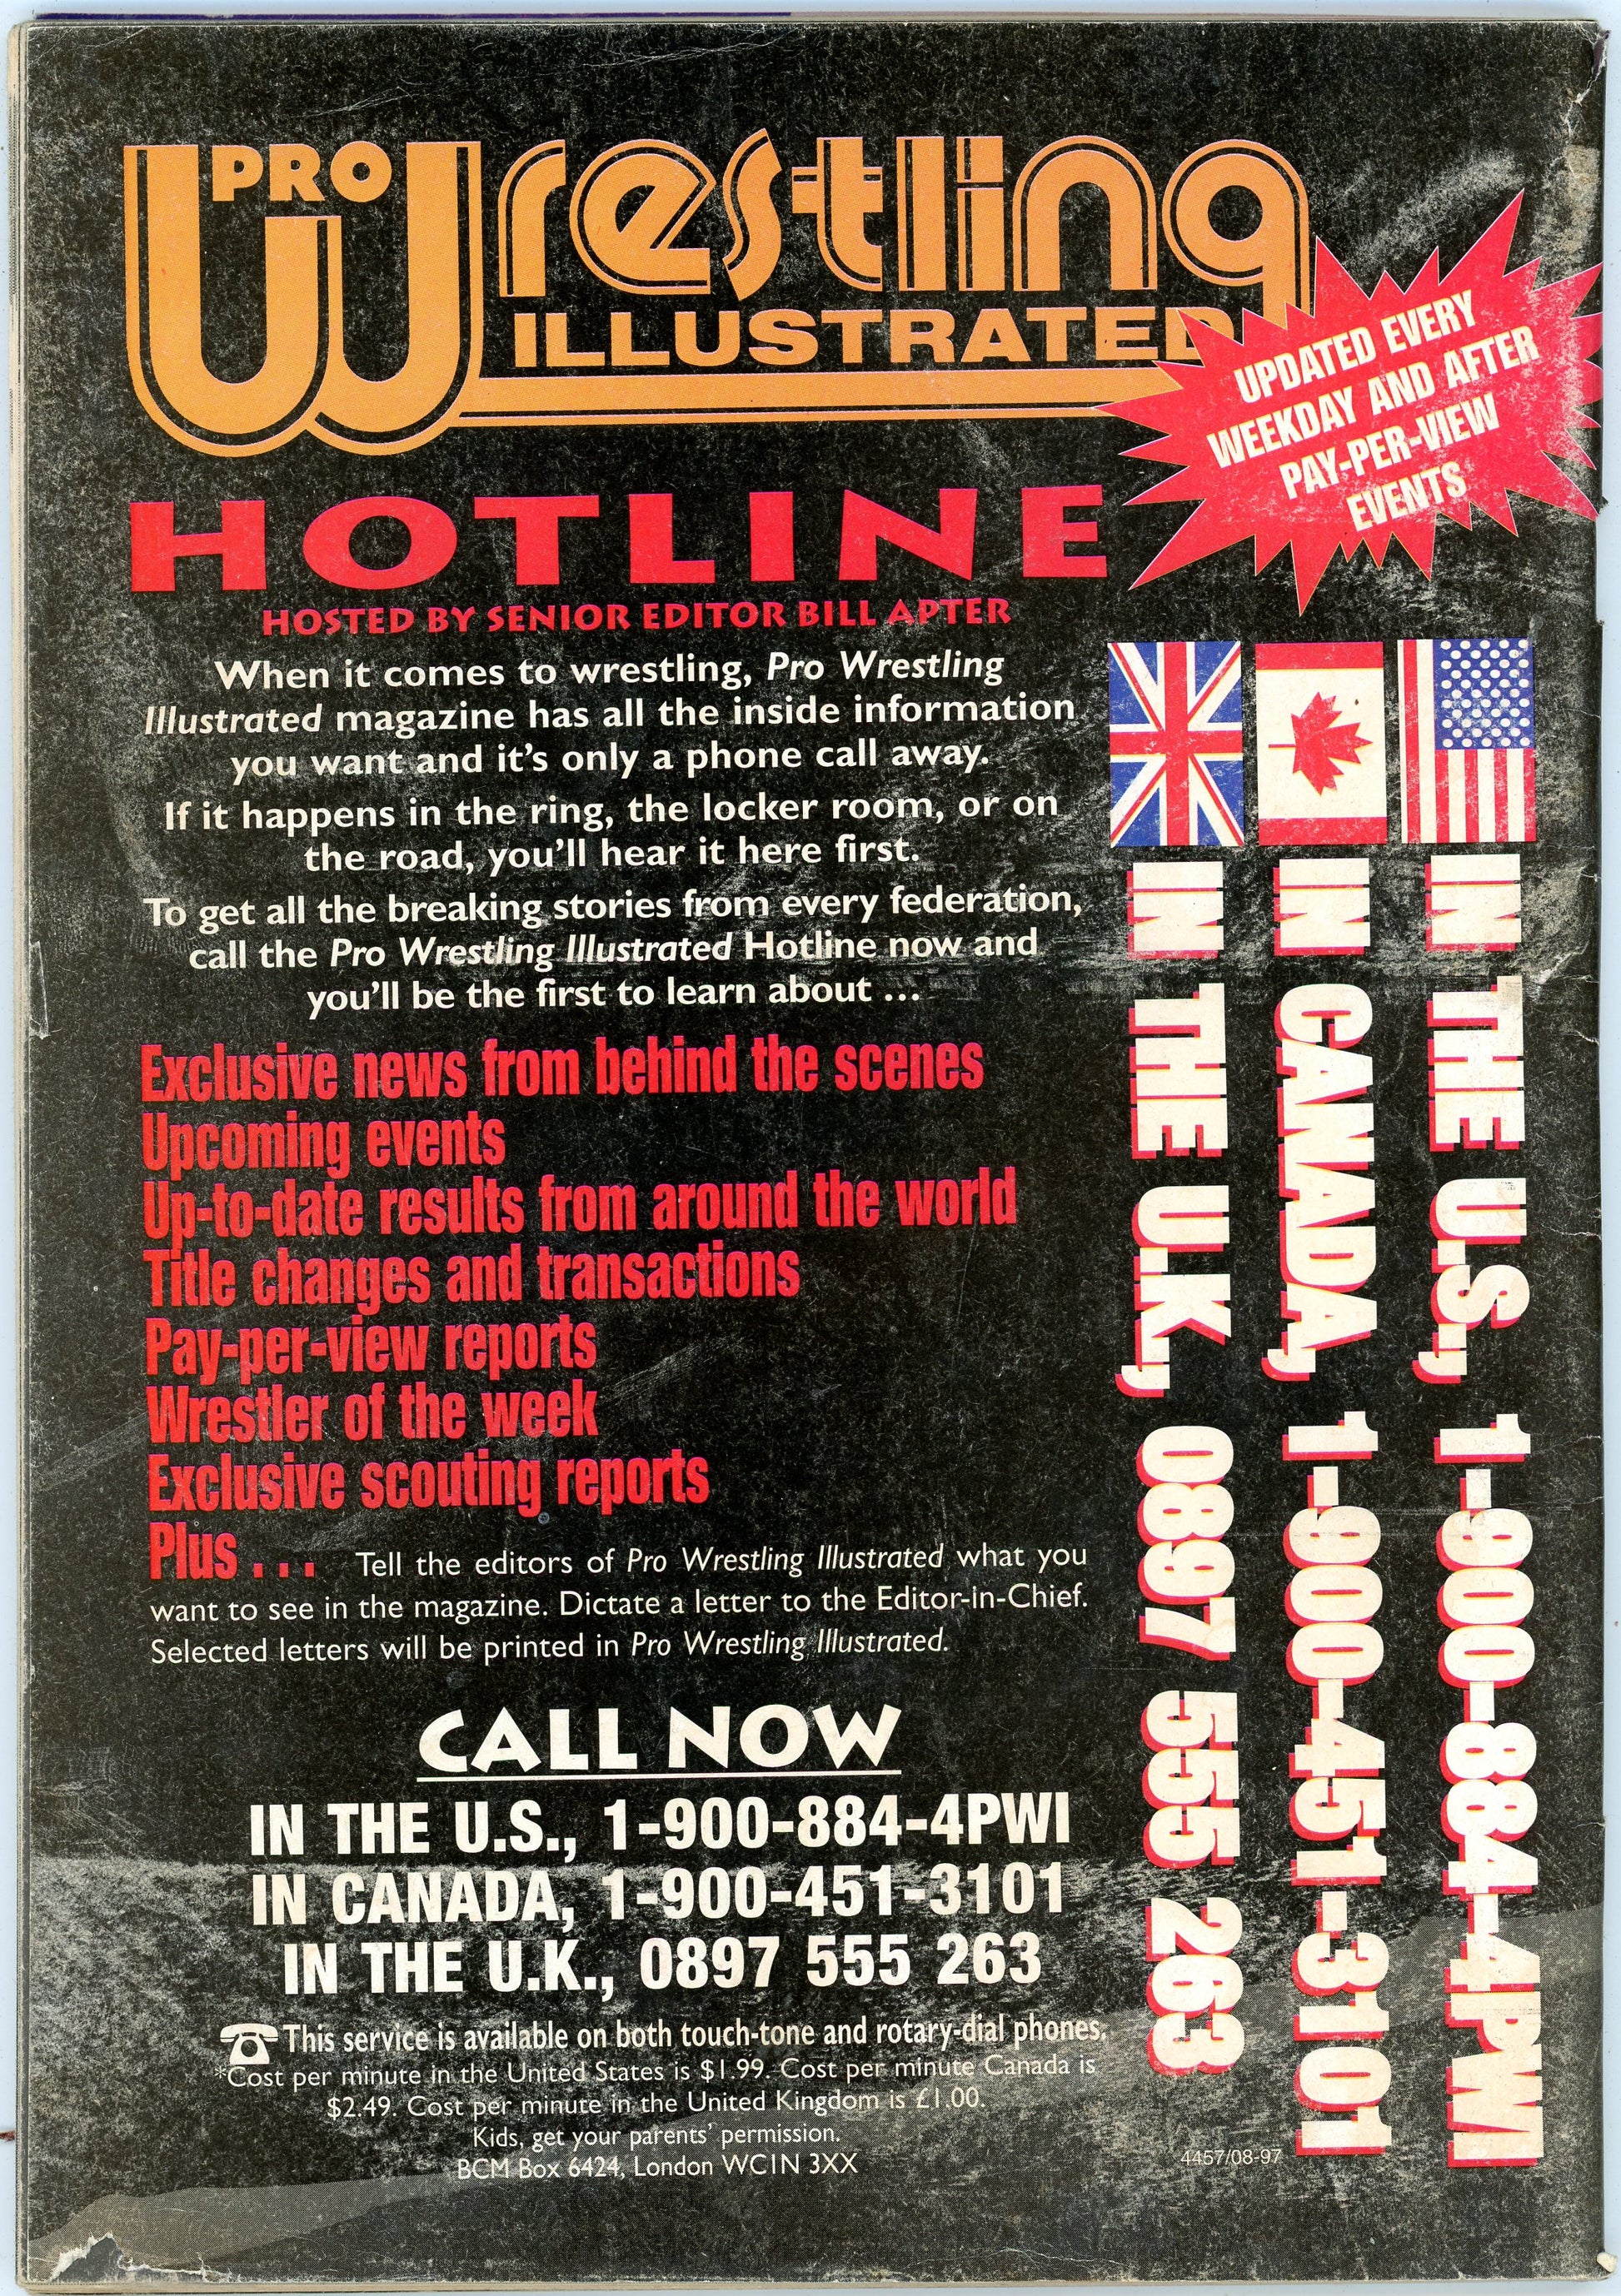 PRO
Wrestling
ILLUSTRATED
UPDATED EVERY
WEEKDAY AND AFTER
PAY-PER-VIEW
EVENTS
HOTLINE
HOSTED BY SENIOR EDITOR BILL APTER
When it comes to wrestling, Pro Wrestling
Illustrated magazine has all the inside information
you want and it's only a phone call away.
If it happens in the ring, the locker room, or on
the road, you'll hear it here first.
To get all the breaking stories from every federation,
call the Pro Wrestling Illustrated Hotline now and
you'll be the first to learn about ...
Exclusive news from behind the scenes
Upcoming events
Up-to-date results from around the world
Title changes and transactions
Pay-per-view reports
Wrestler of the week
Exclusive scouting reports
Plus . . . Tell the editors of Pro Wrestling Illustrated what you
want to see in the magazine. Dictate a letter to the Editor-in-Chief.
Selected letters will be printed in Pro Wrestling Illustrated.
CALL NOW
IN THE U.S., 1-900-884-4PWI
IN CANADA, 1-900-451-3101
IN THE U.K., 0897 555 263
This service is available on both touch-tone and rotary-dial phones.
*Cost per minute in the United States is $1.99. Cost per minute Canada is
$2.49. Cost per minute in the United Kingdom is £1.00.
Kids, get your parents' permission.
BCM Box 6424, London WC1N 3XX
4457/08-97
IN THE U.S., 1-900-884-4PWI
IN CANADA, 1-900-451-3101
IN THE U.K., 0897 555 263